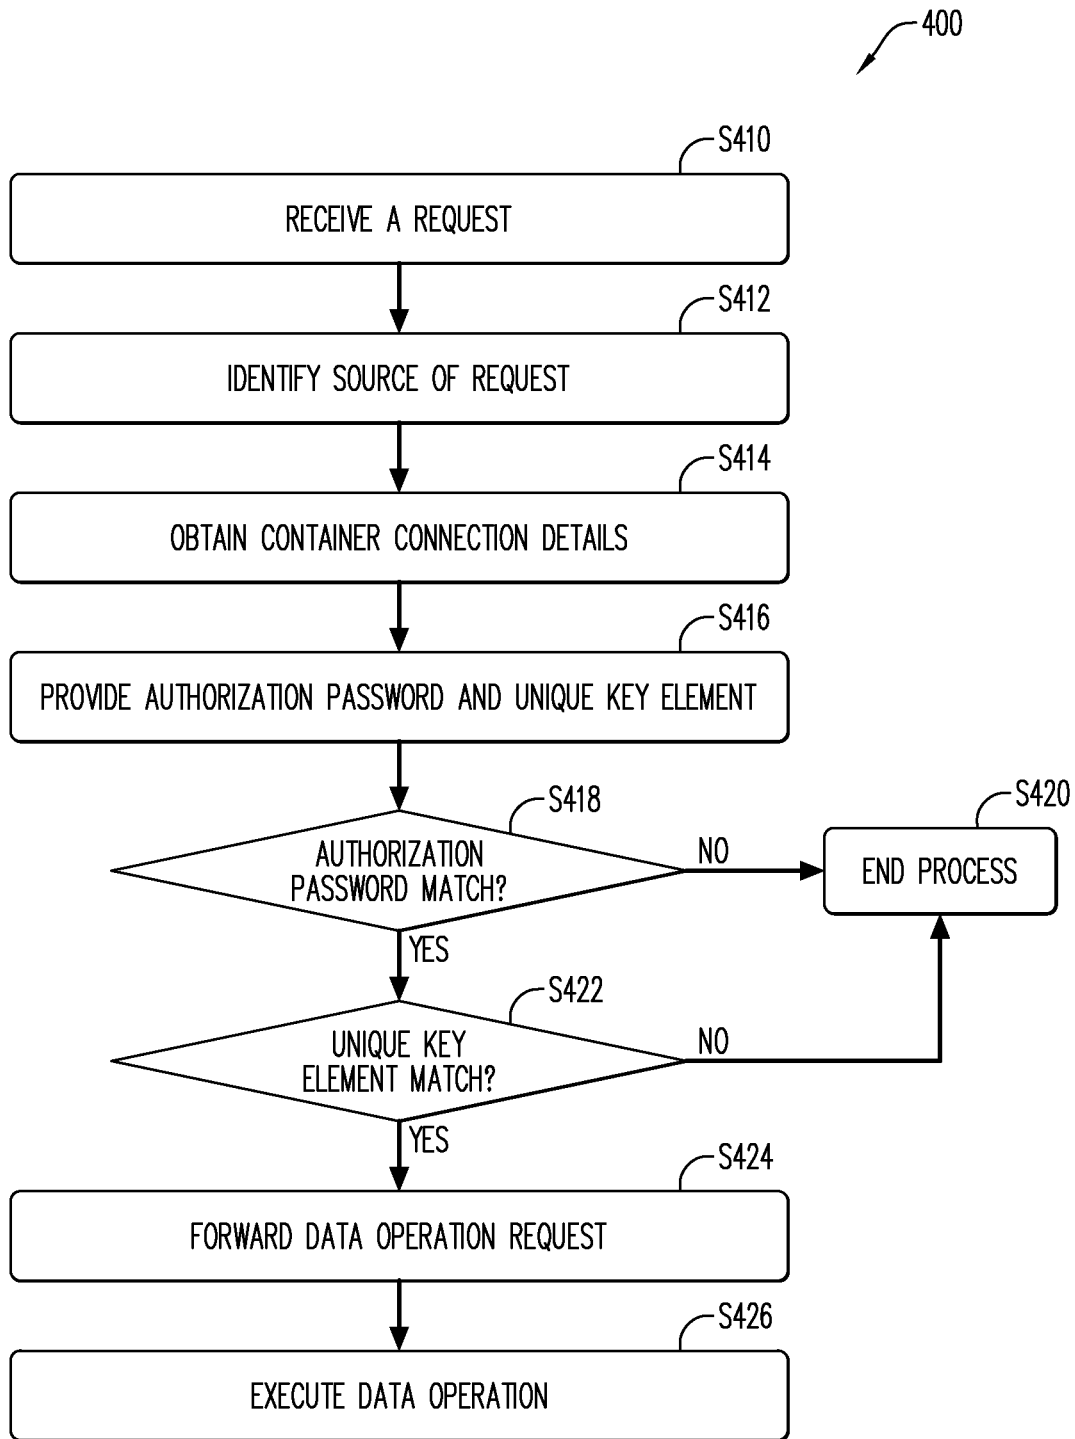 400
S410
RECEIVE A REQUEST
S412
IDENTIFY SOURCE OF REQUEST
S414
OBTAIN CONTAINER CONNECTION DETAILS
S416
PROVIDE AUTHORIZATION PASSWORD AND UNIQUE KEY ELEMENT
S418
AUTHORIZATION
PASSWORD MATCH?
NO
S420
END PROCESS
YES
S422
UNIQUE KEY
ELEMENT MATCH?
NO
YES
S424
FORWARD DATA OPERATION REQUEST
S426
EXECUTE DATA OPERATION